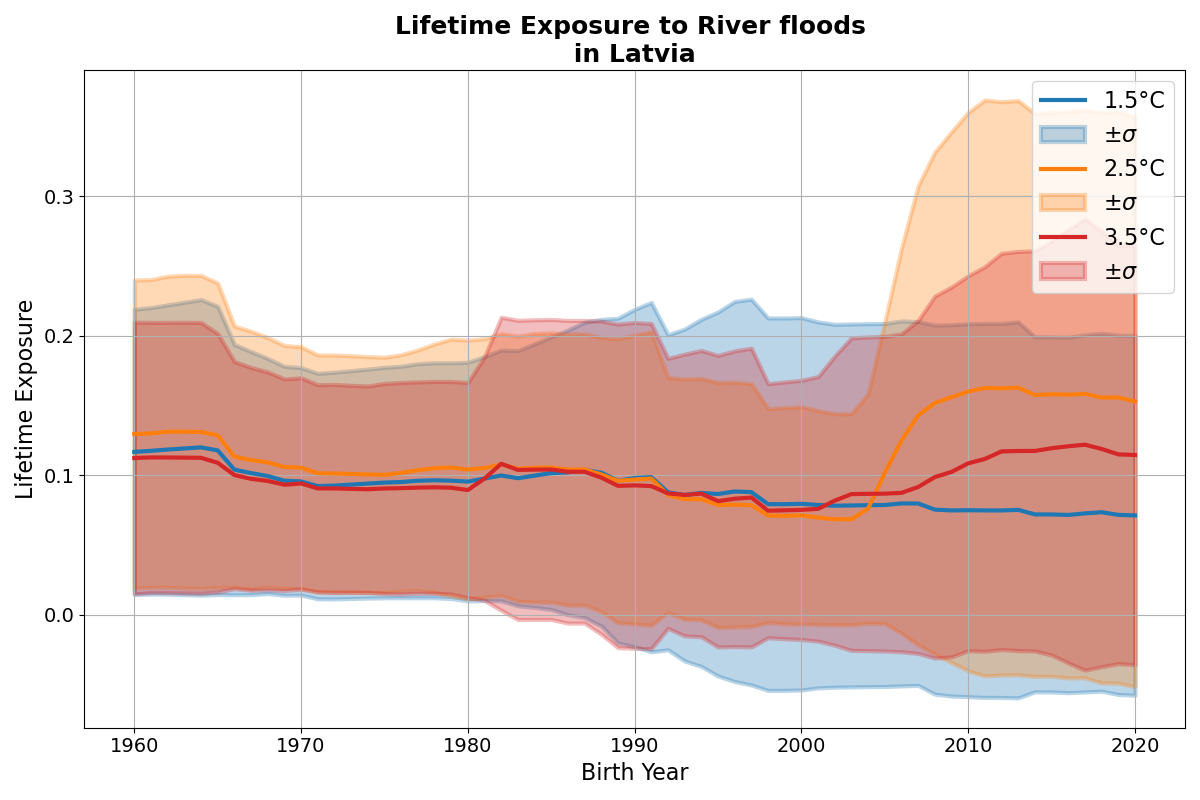 Lifetime Exposure to River floods
in Latvia
Lifetime Exposure
0.3
0.2
0.1
0.0
1960 1970 1980 1990 2000 2010 2020
Birth Year
1.5°C
±σ
2.5°C
±σ
3.5°C
±σ